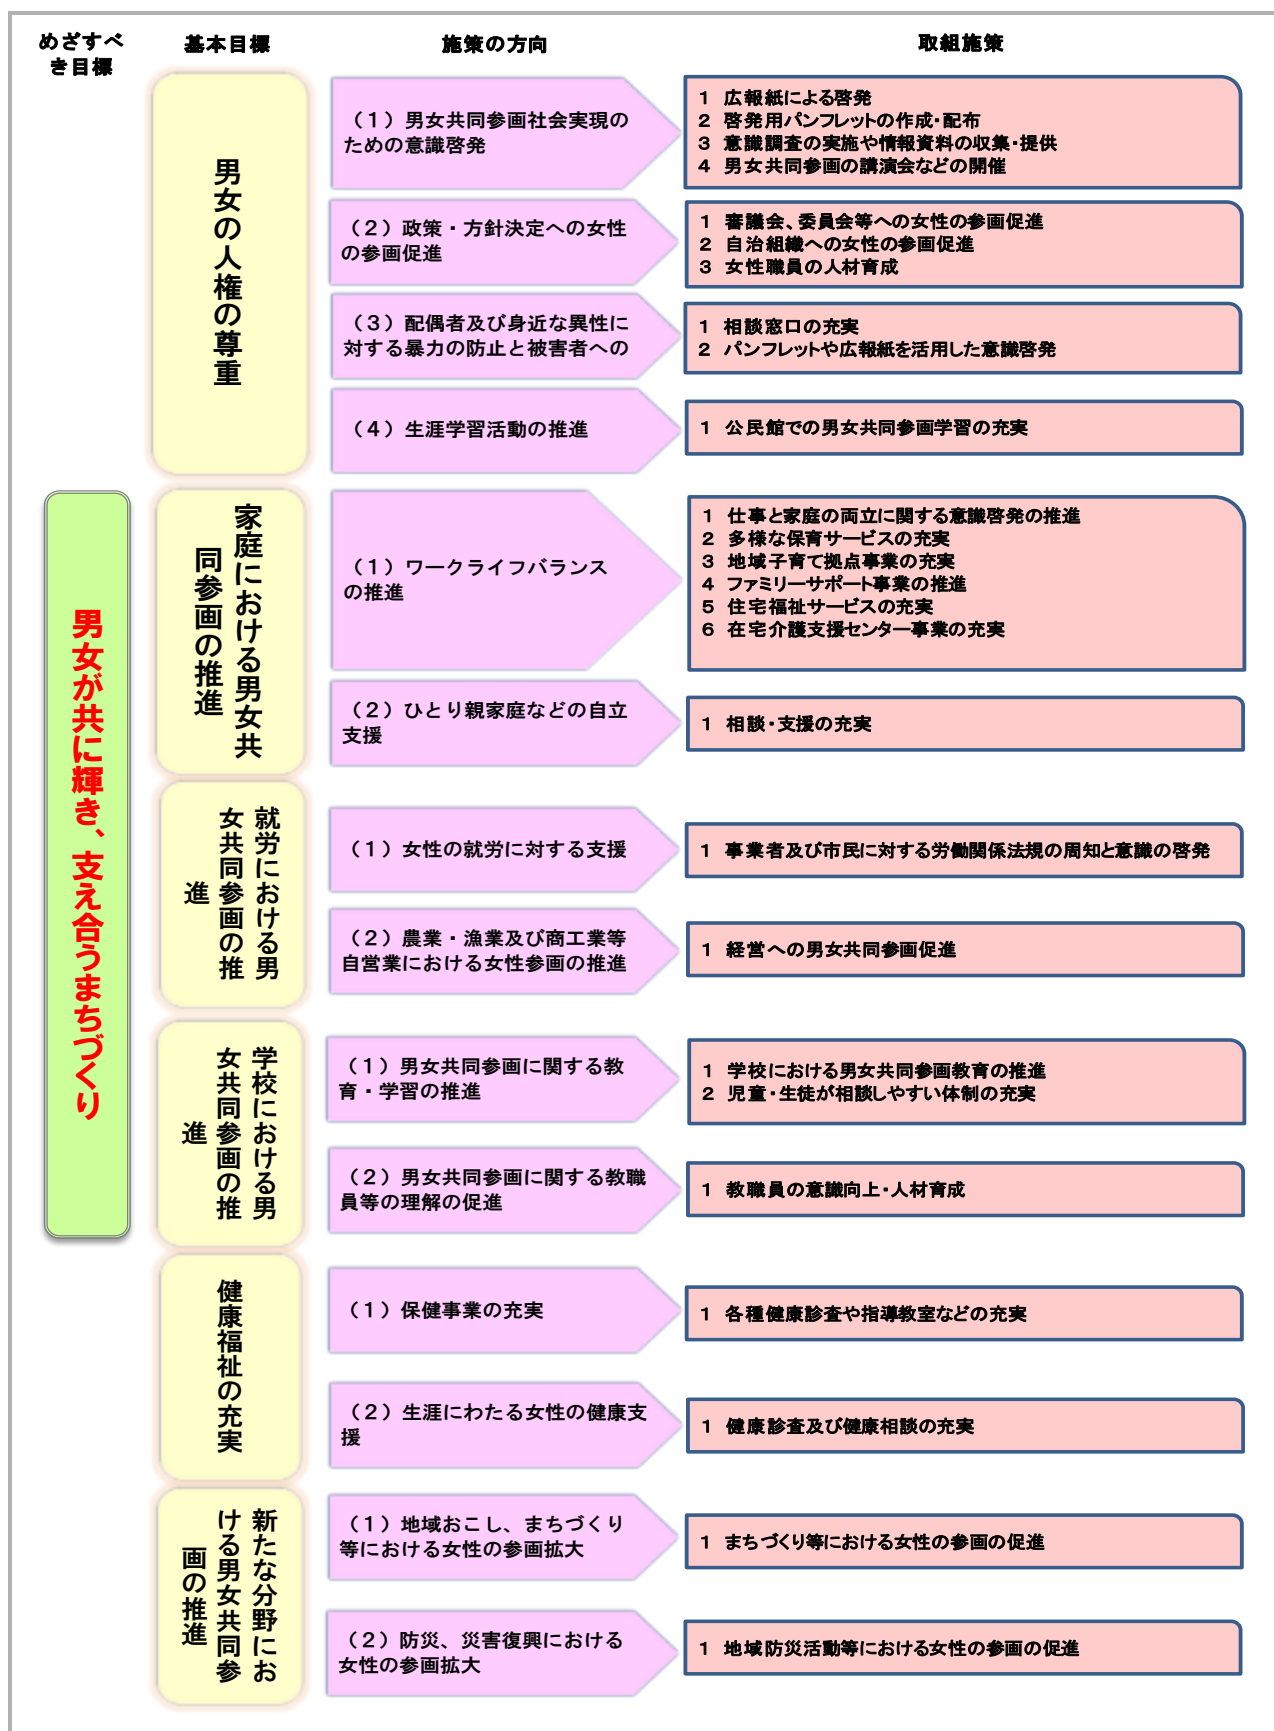 めざすべ
き目標
基本目標
施策の方向
取組施策
男女が共に輝き、支え合うまちづくり
男女の人権の尊重
（１）男女共同参画社会実現の
ための意識啓発
1 広報紙による啓発
2 啓発用パンフレットの作成・配布
3 意識調査の実施や情報資料の収集・提供
4 男女共同参画の講演会などの開催
（２）政策・方針決定への女性
の参画促進
1 審議会、委員会等への女性の参画促進
2 自治組織への女性の参画促進
3 女性職員の人材育成
（３）配偶者及び身近な異性に
対する暴力の防止と被害者への
1 相談窓口の充実
2 パンフレットや広報紙を活用した意識啓発
（４）生涯学習活動の推進
1 公民館での男女共同参画学習の充実
家庭における男女共
同参画の推進
（１）ワークライフバランス
の推進
1 仕事と家庭の両立に関する意識啓発の推進
2 多様な保育サービスの充実
3 地域子育て拠点事業の充実
4 ファミリーサポート事業の推進
5 住宅福祉サービスの充実
6 在宅介護支援センター事業の充実
（２）ひとり親家庭などの自立
支援
1 相談・支援の充実
就労における男
女共同参画の推
進
（１）女性の就労に対する支援
1 事業者及び市民に対する労働関係法規の周知と意識の啓発
（２）農業・漁業及び商工業等
自営業における女性参画の推進
1 経営への男女共同参画促進
学校における男
女共同参画の推
進
（１）男女共同参画に関する教
育・学習の推進
1 学校における男女共同参画教育の推進
2 児童・生徒が相談しやすい体制の充実
（２）男女共同参画に関する教職
員等の理解の促進
1 教職員の意識向上・人材育成
健康福祉の充実
（１）保健事業の充実
1 各種健康診査や指導教室などの充実
（２）生涯にわたる女性の健康支
援
1 健康診査及び健康相談の充実
新たな分野にお
ける男女共同参
画の推進
（１）地域おこし、まちづくり
等における女性の参画拡大
1 まちづくり等における女性の参画の促進
（２）防災、災害復興における
女性の参画拡大
1 地域防災活動等における女性の参画の促進